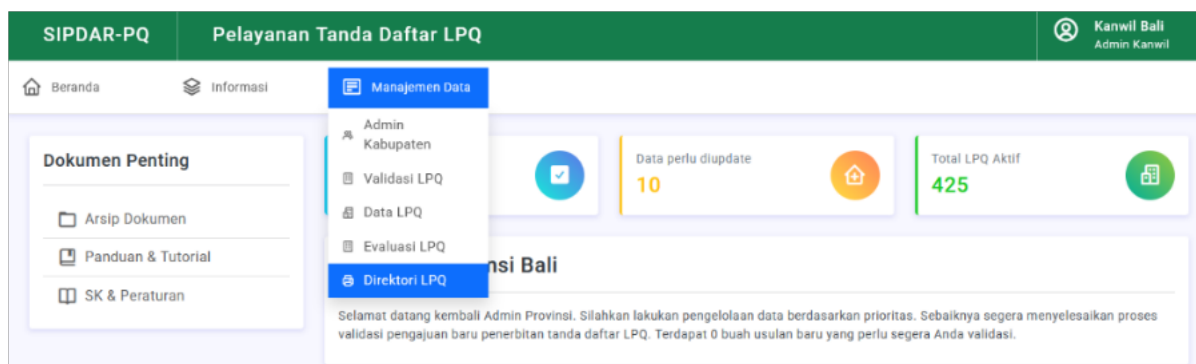 SIPDAR-PQ
Pelayanan Tanda Daftar LPQ
Kanwil Bali
Admin Kanwil
Beranda
Informasi
Manajemen Data
Admin
Kabupaten
Validasi LPQ
Data LPQ
Evaluasi LPQ
Direktori LPQ
Dokumen Penting
Arsip Dokumen
Panduan & Tutorial
SK & Peraturan
Data perlu diupdate
10
Total LPQ Aktif
425
nsi Bali
Selamat datang kembali Admin Provinsi. Silahkan lakukan pengelolaan data berdasarkan prioritas. Sebaiknya segera menyelesaikan proses
validasi pengajuan baru penerbitan tanda daftar LPQ. Terdapat 0 buah usulan baru yang perlu segera Anda validasi.